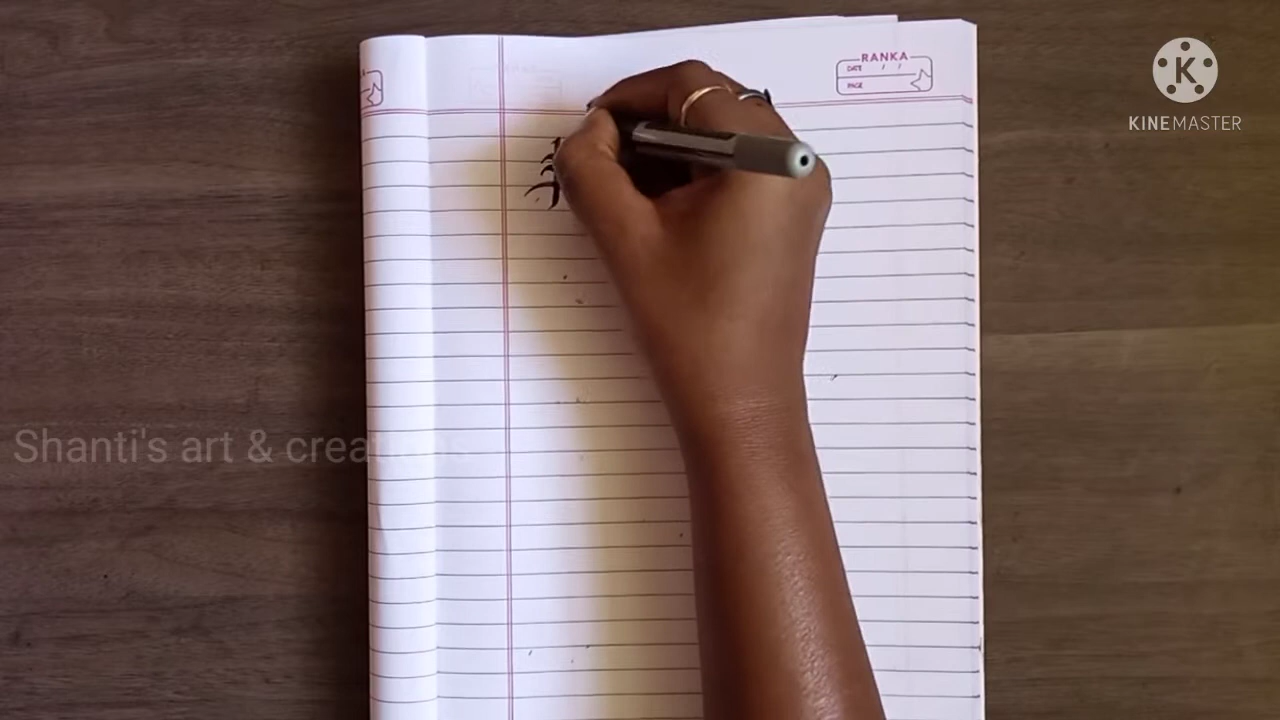 RANKA
DATE / /
PAGE
K
KINEMASTER
Shanti's art & creations